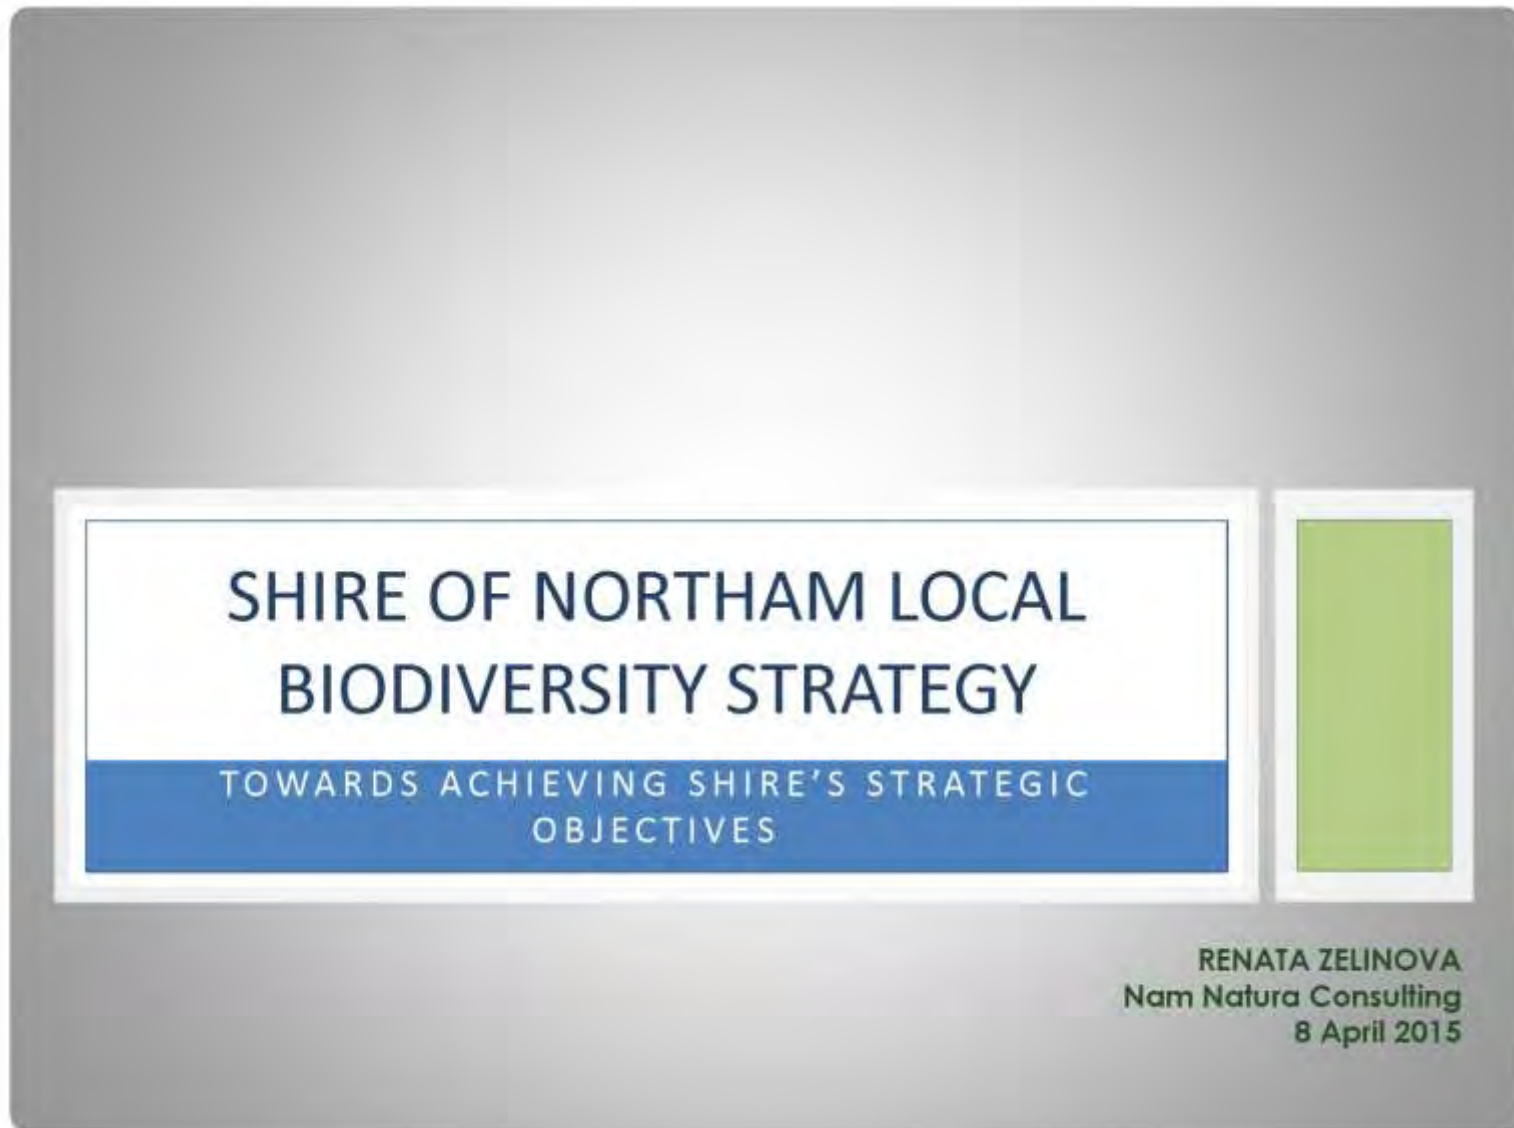 SHIRE OF NORTHAM LOCAL
BIODIVERSITY STRATEGY
TOWARDS ACHIEVING SHIRE'S STRATEGIC
OBJECTIVES
RENATA ZELINOVA
Nam Natura Consulting
8 April 2015